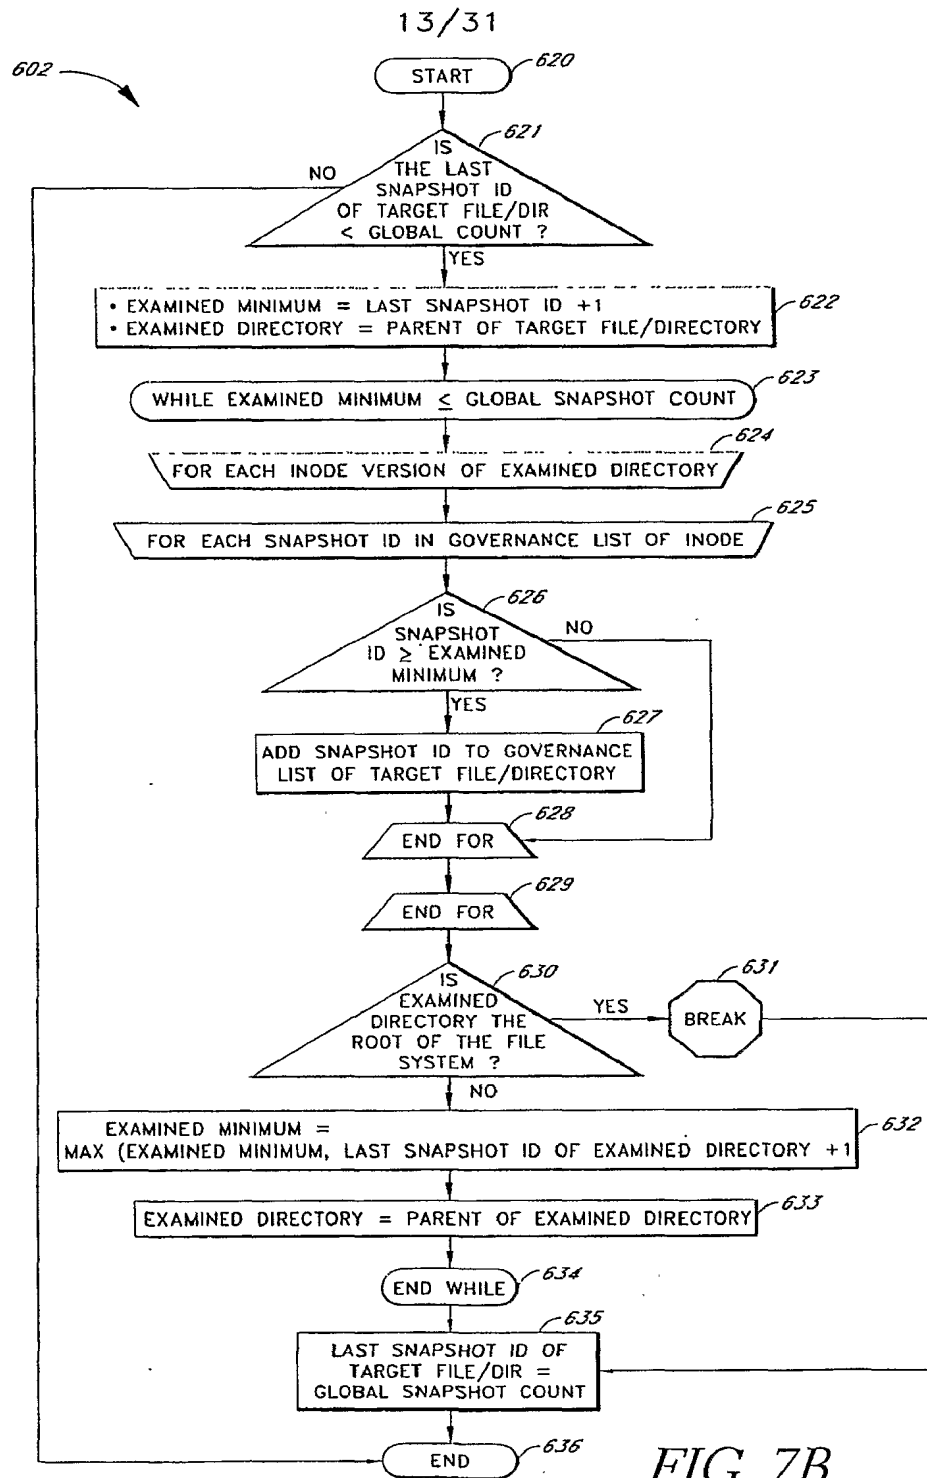 13/31
602
START
620
621
IS
THE LAST
SNAPSHOT ID
OF TARGET FILE/DIR
< GLOBAL COUNT ?
NO
YES
• EXAMINED MINIMUM = LAST SNAPSHOT ID +1
• EXAMINED DIRECTORY = PARENT OF TARGET FILE/DIRECTORY
622
WHILE EXAMINED MINIMUM ≤ GLOBAL SNAPSHOT COUNT
623
624
FOR EACH INODE VERSION OF EXAMINED DIRECTORY
625
FOR EACH SNAPSHOT ID IN GOVERNANCE LIST OF INODE
626
IS
SNAPSHOT
ID ≥ EXAMINED
MINIMUM ?
NO
YES
627
ADD SNAPSHOT ID TO GOVERNANCE
LIST OF TARGET FILE/DIRECTORY
628
END FOR
629
END FOR
630
IS
EXAMINED
DIRECTORY THE
ROOT OF THE FILE
SYSTEM ?
YES
631
BREAK
NO
EXAMINED MINIMUM =
MAX (EXAMINED MINIMUM, LAST SNAPSHOT ID OF EXAMINED DIRECTORY +1
632
EXAMINED DIRECTORY = PARENT OF EXAMINED DIRECTORY
633
END WHILE
634
635
LAST SNAPSHOT ID OF
TARGET FILE/DIR =
GLOBAL SNAPSHOT COUNT
END
636
FIG. 7B